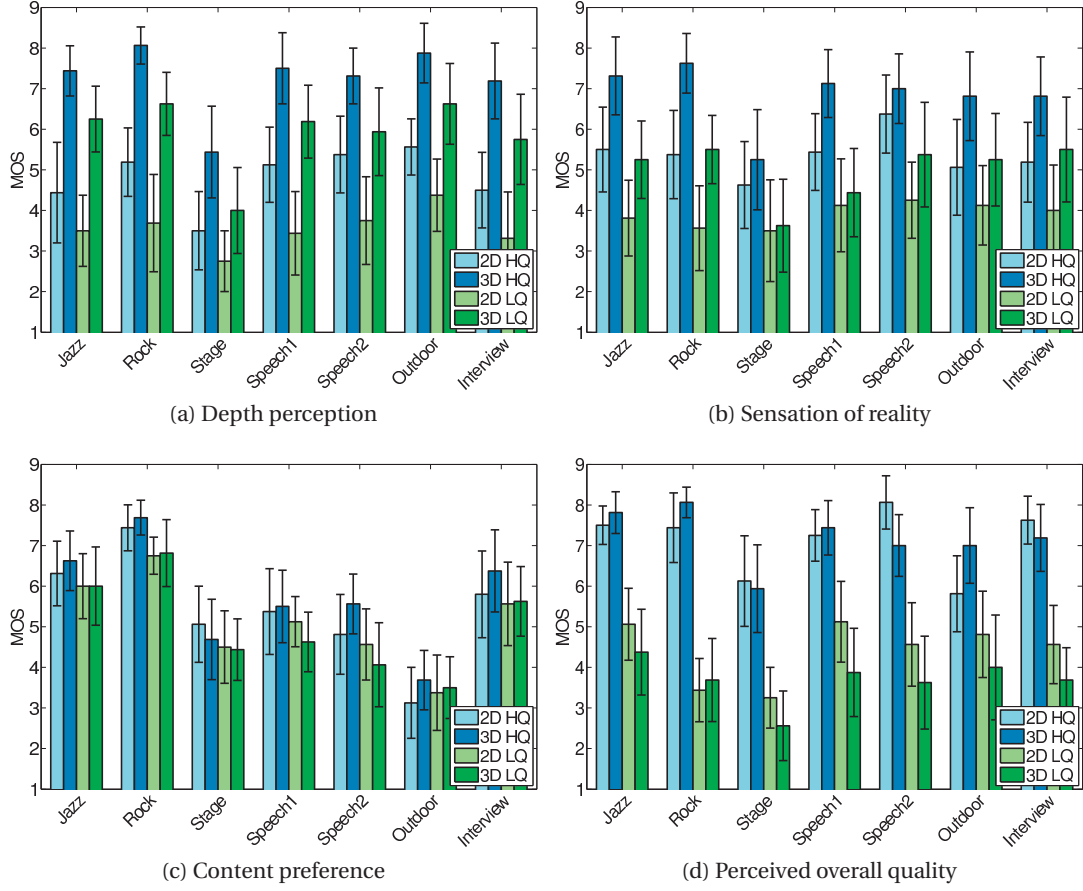 9
8
7
6
5
4
3
2
1
MOS
2D HQ
3D HQ
2D LQ
3D LQ
Jazz
Rock
Stage
Speech1
Speech2
Outdoor
Interview
(a) Depth perception
9
8
7
6
5
4
3
2
1
MOS
2D HQ
3D HQ
2D LQ
3D LQ
Jazz
Rock
Stage
Speech1
Speech2
Outdoor
Interview
(b) Sensation of reality
9
8
7
6
5
4
3
2
1
MOS
2D HQ
3D HQ
2D LQ
3D LQ
Jazz
Rock
Stage
Speech1
Speech2
Outdoor
Interview
(c) Content preference
9
8
7
6
5
4
3
2
1
MOS
2D HQ
3D HQ
2D LQ
3D LQ
Jazz
Rock
Stage
Speech1
Speech2
Outdoor
Interview
(d) Perceived overall quality